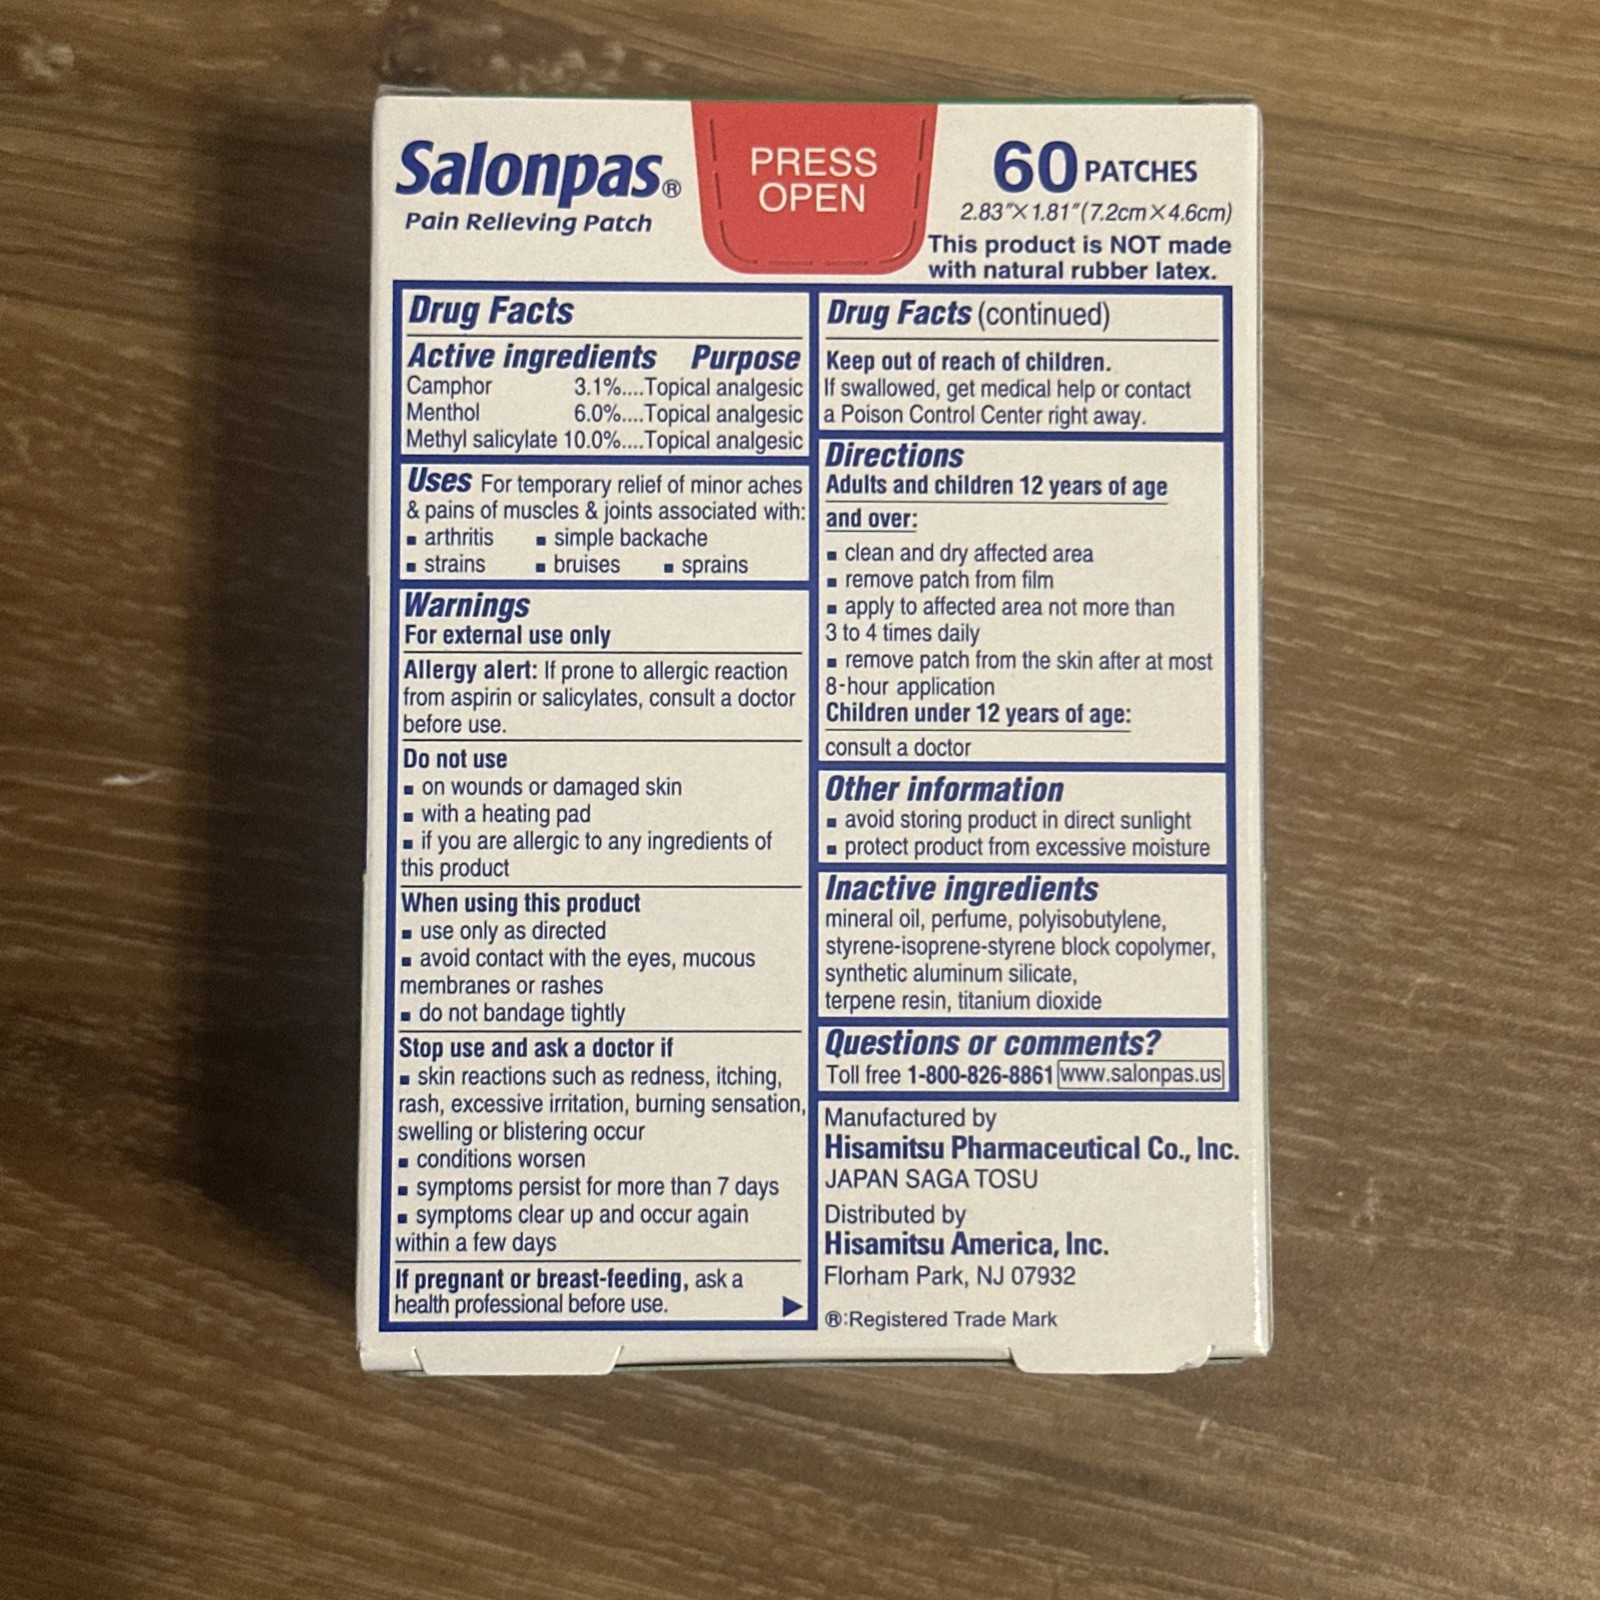 Salonpas®
Pain Relieving Patch
PRESS
OPEN
60 PATCHES
2.83"×1.81"(7.2cm×4.6cm)
This product is NOT made
with natural rubber latex.
Drug Facts
Active ingredients Purpose
Camphor 3.1%....Topical analgesic
Menthol 6.0%....Topical analgesic
Methyl salicylate 10.0%....Topical analgesic
Uses For temporary relief of minor aches
& pains of muscles & joints associated with:
▪ arthritis ▪ simple backache
▪ strains ▪ bruises ▪ sprains
Warnings
For external use only
Allergy alert: If prone to allergic reaction
from aspirin or salicylates, consult a doctor
before use.
Do not use
▪ on wounds or damaged skin
▪ with a heating pad
▪ if you are allergic to any ingredients of
this product
When using this product
▪ use only as directed
▪ avoid contact with the eyes, mucous
membranes or rashes
▪ do not bandage tightly
Stop use and ask a doctor if
▪ skin reactions such as redness, itching,
rash, excessive irritation, burning sensation,
swelling or blistering occur
▪ conditions worsen
▪ symptoms persist for more than 7 days
▪ symptoms clear up and occur again
within a few days
If pregnant or breast-feeding, ask a
health professional before use.
Drug Facts (continued)
Keep out of reach of children.
If swallowed, get medical help or contact
a Poison Control Center right away.
Directions
Adults and children 12 years of age
and over:
▪ clean and dry affected area
▪ remove patch from film
▪ apply to affected area not more than
3 to 4 times daily
▪ remove patch from the skin after at most
8-hour application
Children under 12 years of age:
consult a doctor
Other information
▪ avoid storing product in direct sunlight
▪ protect product from excessive moisture
Inactive ingredients
mineral oil, perfume, polyisobutylene,
styrene-isoprene-styrene block copolymer,
synthetic aluminum silicate,
terpene resin, titanium dioxide
Questions or comments?
Toll free 1-800-826-8861 www.salonpas.us
Manufactured by
Hisamitsu Pharmaceutical Co., Inc.
JAPAN SAGA TOSU
Distributed by
Hisamitsu America, Inc.
Florham Park, NJ 07932
®:Registered Trade Mark